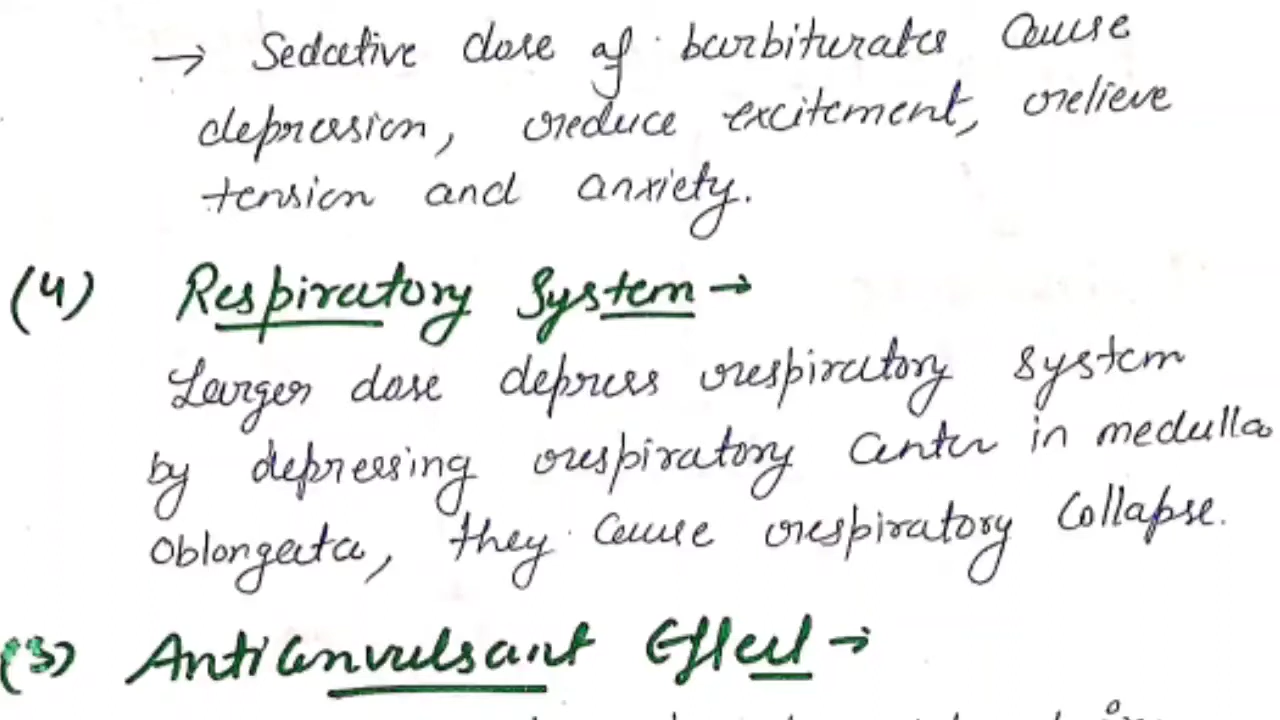 → Sedative dose of barbiturates cause
depression, reduce excitement, relieve
tension and anxiety.
(4) Respiratory System →
Larger dose depress respiratory system
by depressing respiratory center in medulla
oblongata, they cause respiratory collapse.
(3) Anticonvulsant Effect →